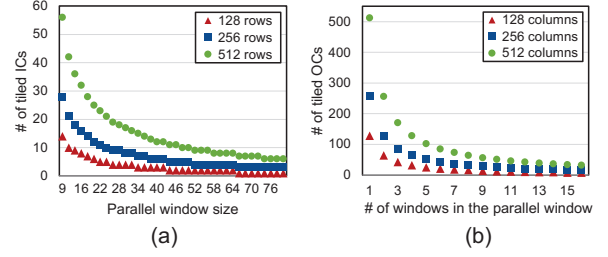 60
50
40
30
20
10
0
# of tiled ICs
128 rows
256 rows
512 rows
9 16 22 28 34 40 46 52 58 64 70 76
Parallel window size
(a)
500
400
300
200
100
0
# of tiled OCs
128 columns
256 columns
512 columns
1 3 5 7 9 11 13 15
# of windows in the parallel window
(b)